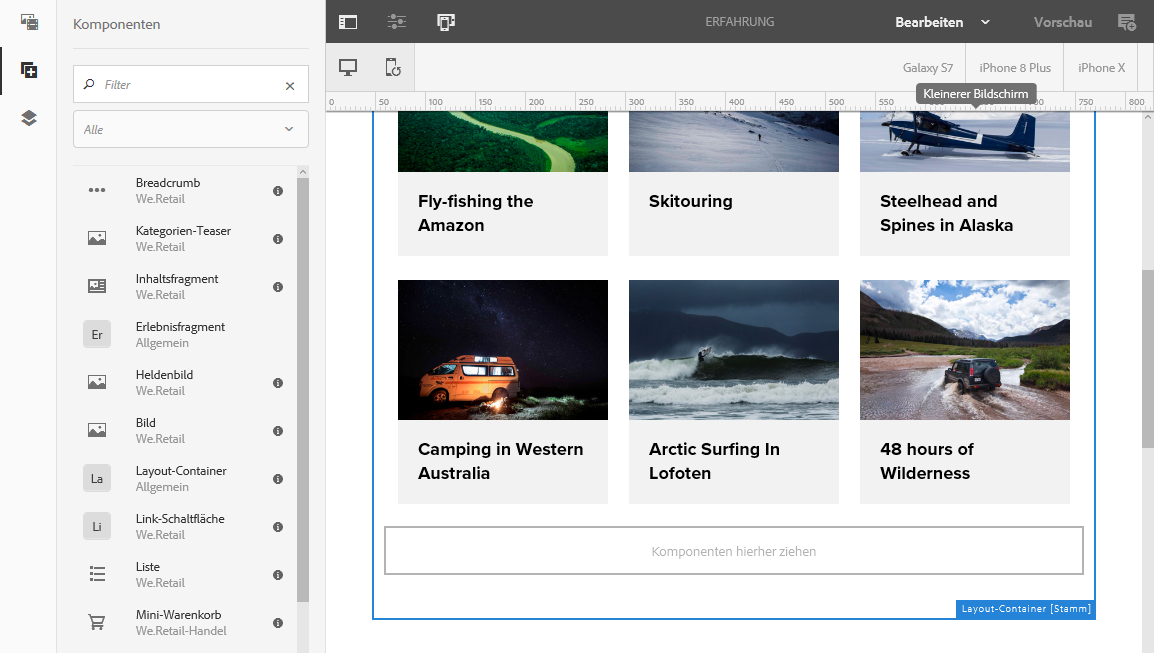 Komponenten
Filter
Alle
Breadcrumb
We.Retail
Kategorien-Teaser
We.Retail
Inhaltsfragment
We.Retail
Er
Erlebnisfragment
Allgemein
Heldenbild
We.Retail
Bild
We.Retail
La
Layout-Container
Allgemein
Li
Link-Schaltfläche
We.Retail
Liste
We.Retail
Mini-Warenkorb
We.Retail-Handel
ERFAHRUNG
Bearbeiten
Vorschau
Galaxy S7
iPhone 8 Plus
iPhone X
Kleinerer Bildschirm
0 50 100 150 200 250 300 350 400 450 500 550 750 800
Fly-fishing the
Amazon
Skitouring
Steelhead and
Spines in Alaska
Camping in Western
Australia
Arctic Surfing In
Lofoten
48 hours of
Wilderness
Komponenten hierher ziehen
Layout-Container [Stamm]